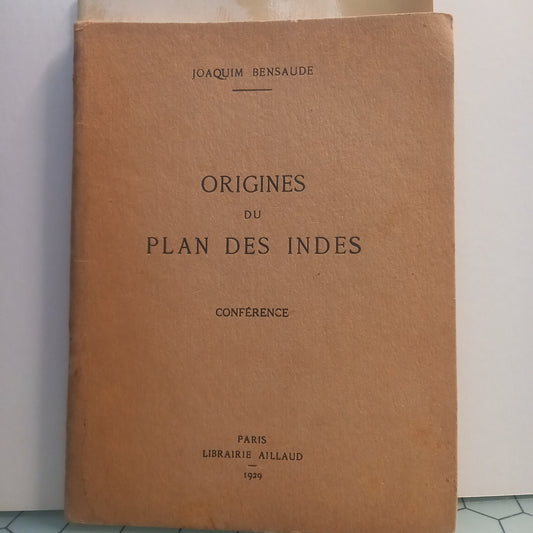 JOAQUIM BENSAUDE
ORIGINES
DU
PLAN DES INDES
CONFÉRENCE
PARIS
LIBRAIRIE AILLAUD
1929